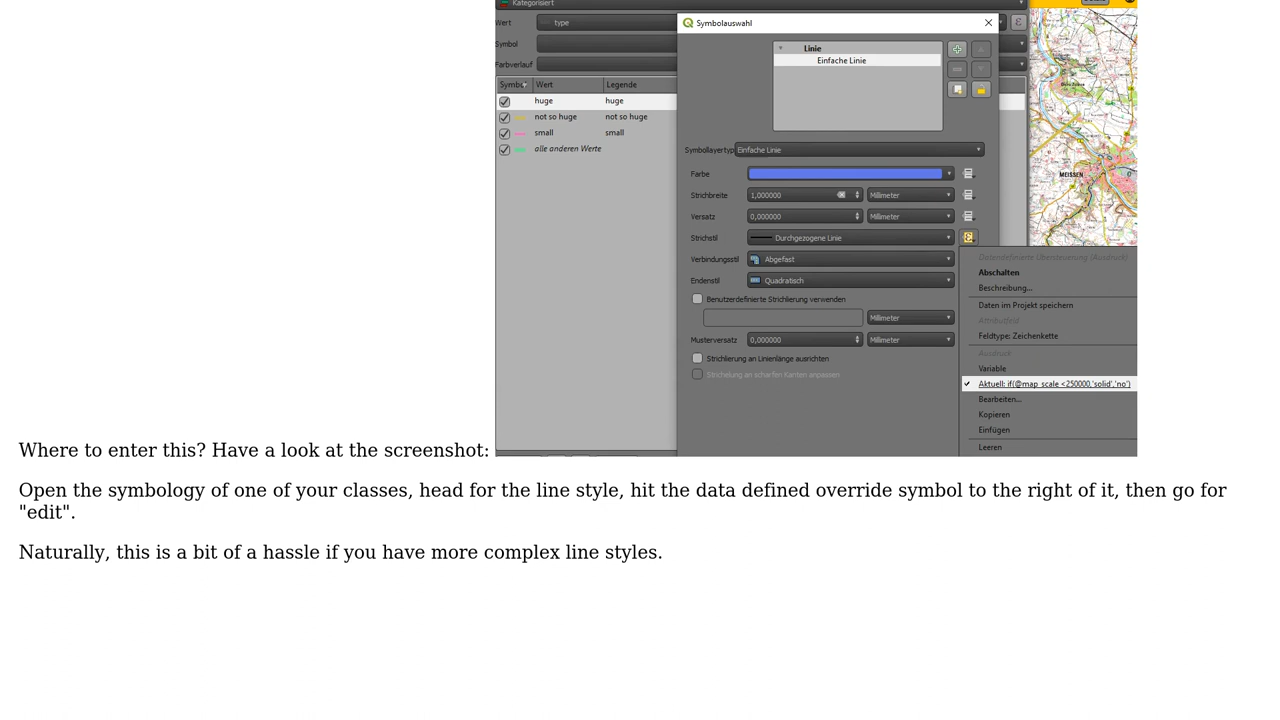 Kategorisiert
Wert type
Symbol
Farbverlauf
Symbol Wert Legende
huge huge
not so huge not so huge
small small
alle anderen Werte
Symbolauswahl
Linie
Einfache Linie
Symbollayertyp Einfache Linie
Farbe
Strichbreite 1,000000 Millimeter
Versatz 0,000000 Millimeter
Strichstil Durchgezogene Linie
Verbindungsstil Abgefast
Endenstil Quadratisch
Benutzerdefinierte Strichlierung verwenden
Millimeter
Musterversatz 0,000000 Millimeter
Strichlierung an Linienlänge ausrichten
Strichelung an scharfen Kanten anpassen
MEISSEN
Datendefinierte Übersteuerung (Ausdruck)
Abschalten
Beschreibung...
Daten im Projekt speichern
Attributfeld
Feldtype: Zeichenkette
Ausdruck
Variable
Aktuell: if(@map_scale <250000,'solid','no')
Bearbeiten...
Kopieren
Einfügen
Leeren
Where to enter this? Have a look at the screenshot:
Open the symbology of one of your classes, head for the line style, hit the data defined override symbol to the right of it, then go for
"edit".
Naturally, this is a bit of a hassle if you have more complex line styles.